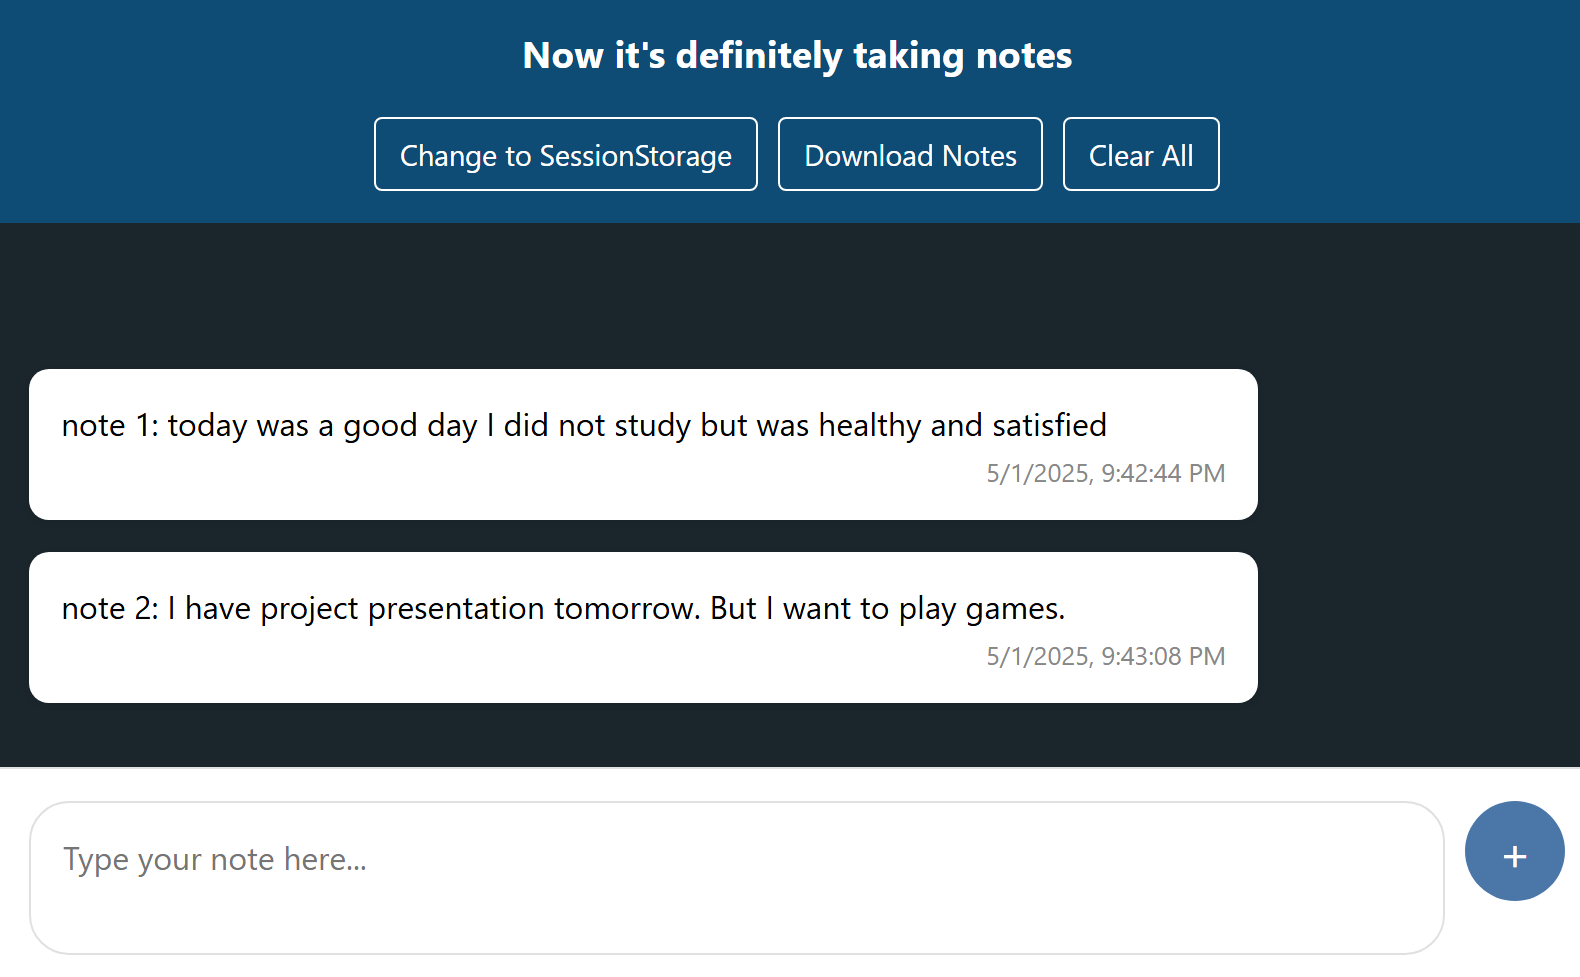 Now it's definitely taking notes
Change to SessionStorage
Download Notes
Clear All
note 1: today was a good day I did not study but was healthy and satisfied
5/1/2025, 9:42:44 PM
note 2: I have project presentation tomorrow. But I want to play games.
5/1/2025, 9:43:08 PM
Type your note here...
+